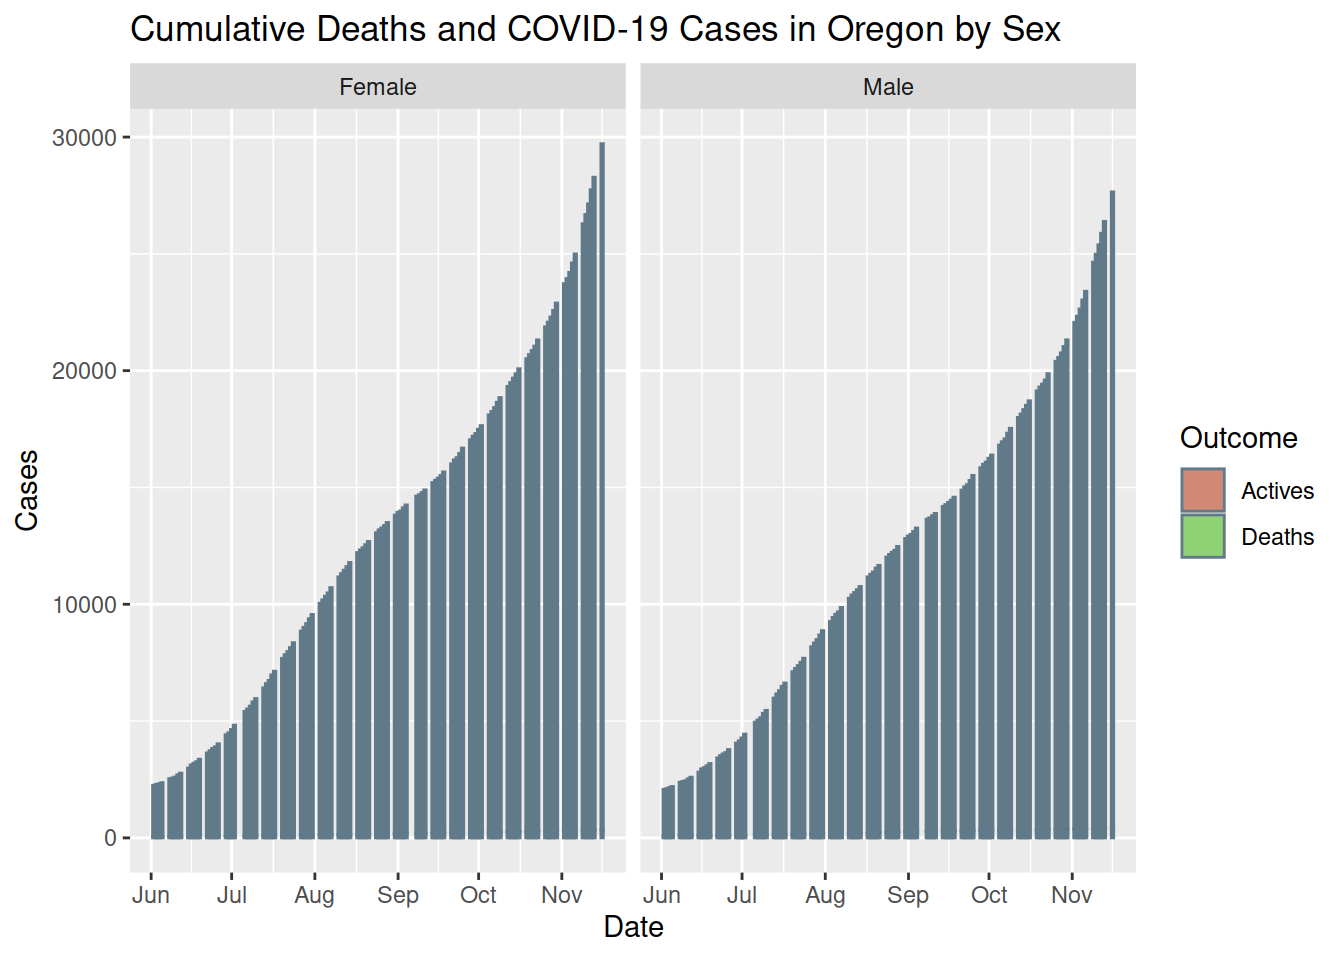 Cumulative Deaths and COVID-19 Cases in Oregon by Sex
Female
Male
30000
20000
10000
0
Cases
Jun Jul Aug Sep Oct Nov
Jun Jul Aug Sep Oct Nov
Date
Outcome
Actives
Deaths